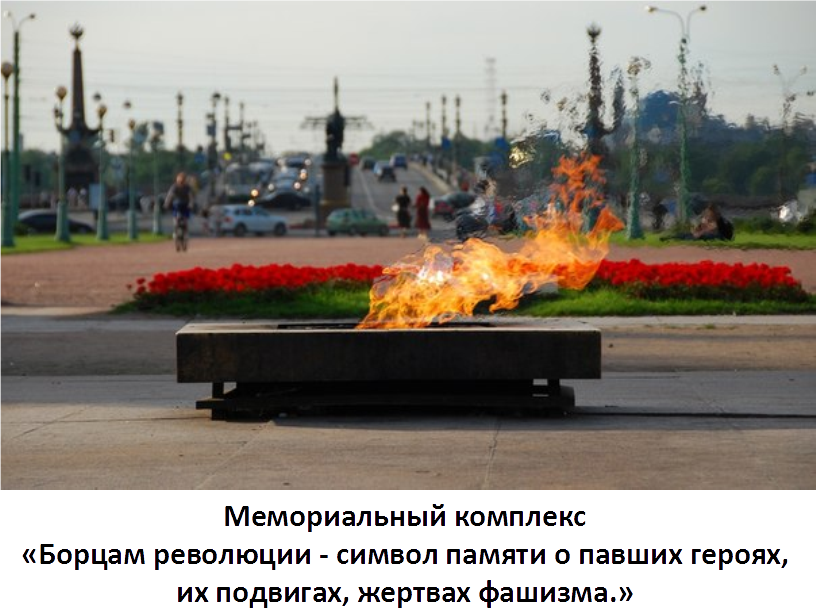 Мемориальный комплекс
«Борцам революции - символ памяти о павших героях,
их подвигах, жертвах фашизма.»